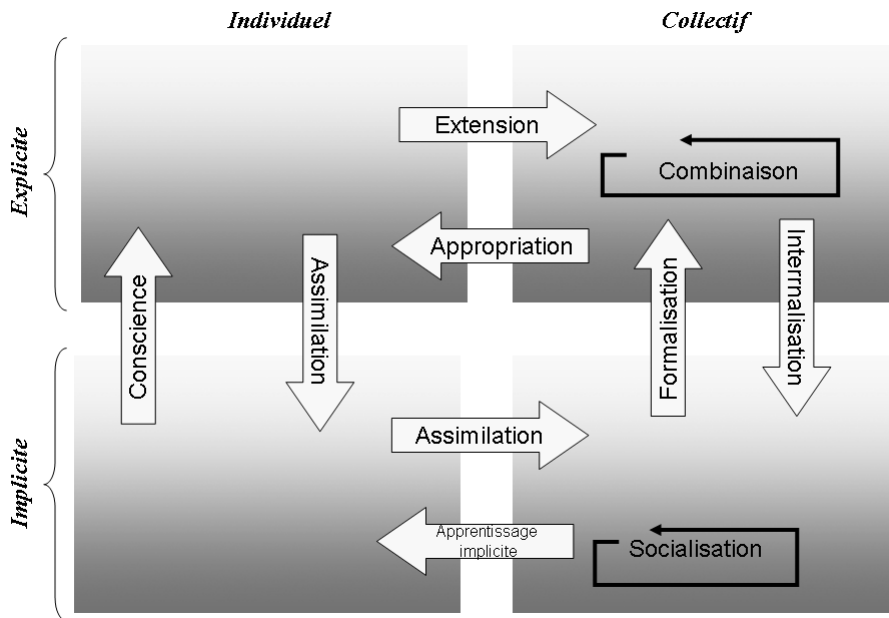 Individuel
Collectif
Explicite
Extension
Combinaison
Appropriation
Conscience
Assimilation
Formalisation
Interrnalisation
Implicite
Assimilation
Apprentissage
implicite
Socialisation